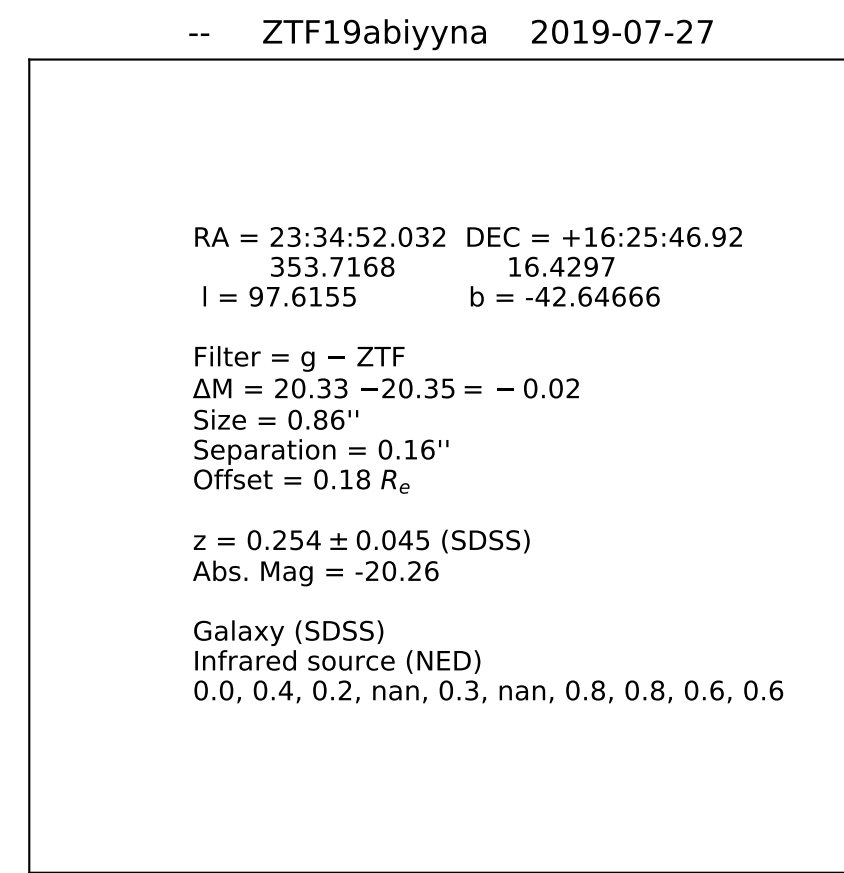 -- ZTF19abiyyna 2019-07-27
RA = 23:34:52.032 DEC = +16:25:46.92
353.7168 16.4297
l = 97.6155 b = -42.64666
Filter = g − ZTF
ΔM = 20.33 −20.35 = − 0.02
Size = 0.86''
Separation = 0.16''
Offset = 0.18 Rₑ
z = 0.254 ± 0.045 (SDSS)
Abs. Mag = -20.26
Galaxy (SDSS)
Infrared source (NED)
0.0, 0.4, 0.2, nan, 0.3, nan, 0.8, 0.8, 0.6, 0.6